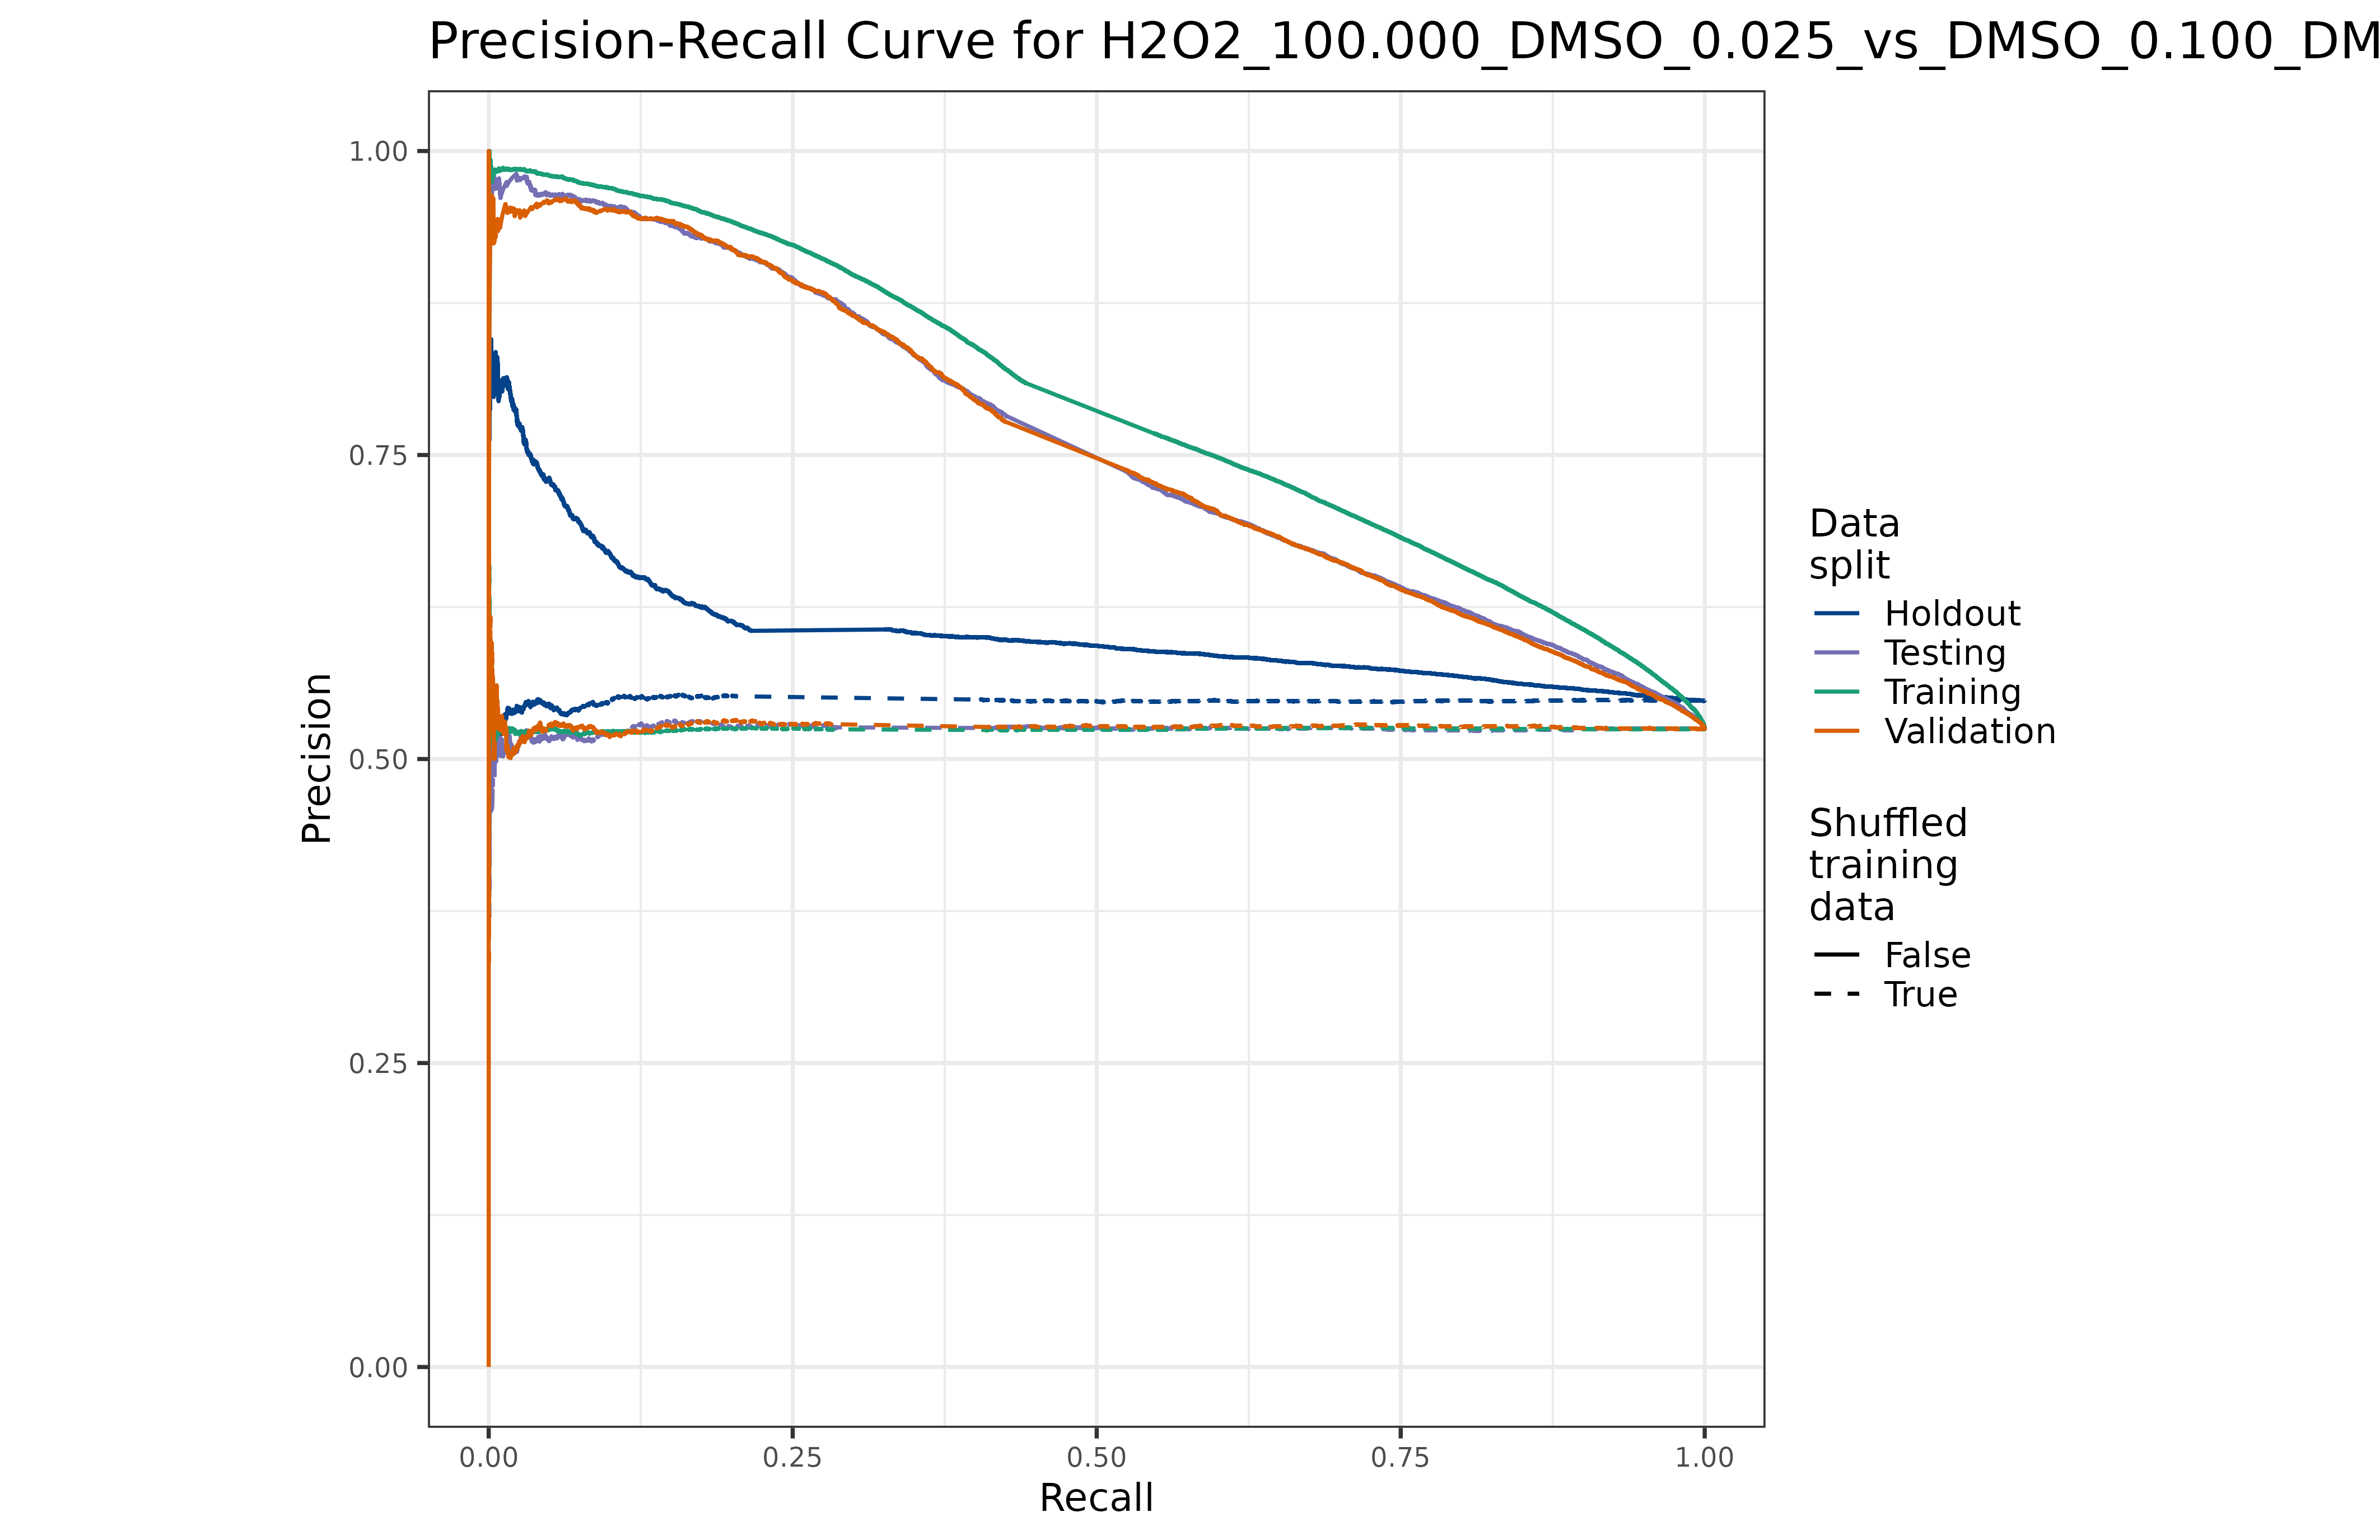 Precision-Recall Curve for H2O2_100.000_DMSO_0.025_vs_DMSO_0.100_DM
1.00
0.75
0.50
0.25
0.00
Precision
0.00 0.25 0.50 0.75 1.00
Recall
Data
split
Holdout
Testing
Training
Validation
Shuffled
training
data
False
True